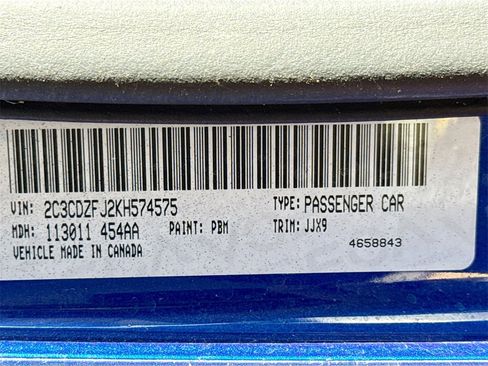 VIN: 2C3CDZFJ2KH574575 TYPE: PASSENGER CAR
MDH: 113011 454AA PAINT: PBM TRIM: JJX9
VEHICLE MADE IN CANADA 4658843